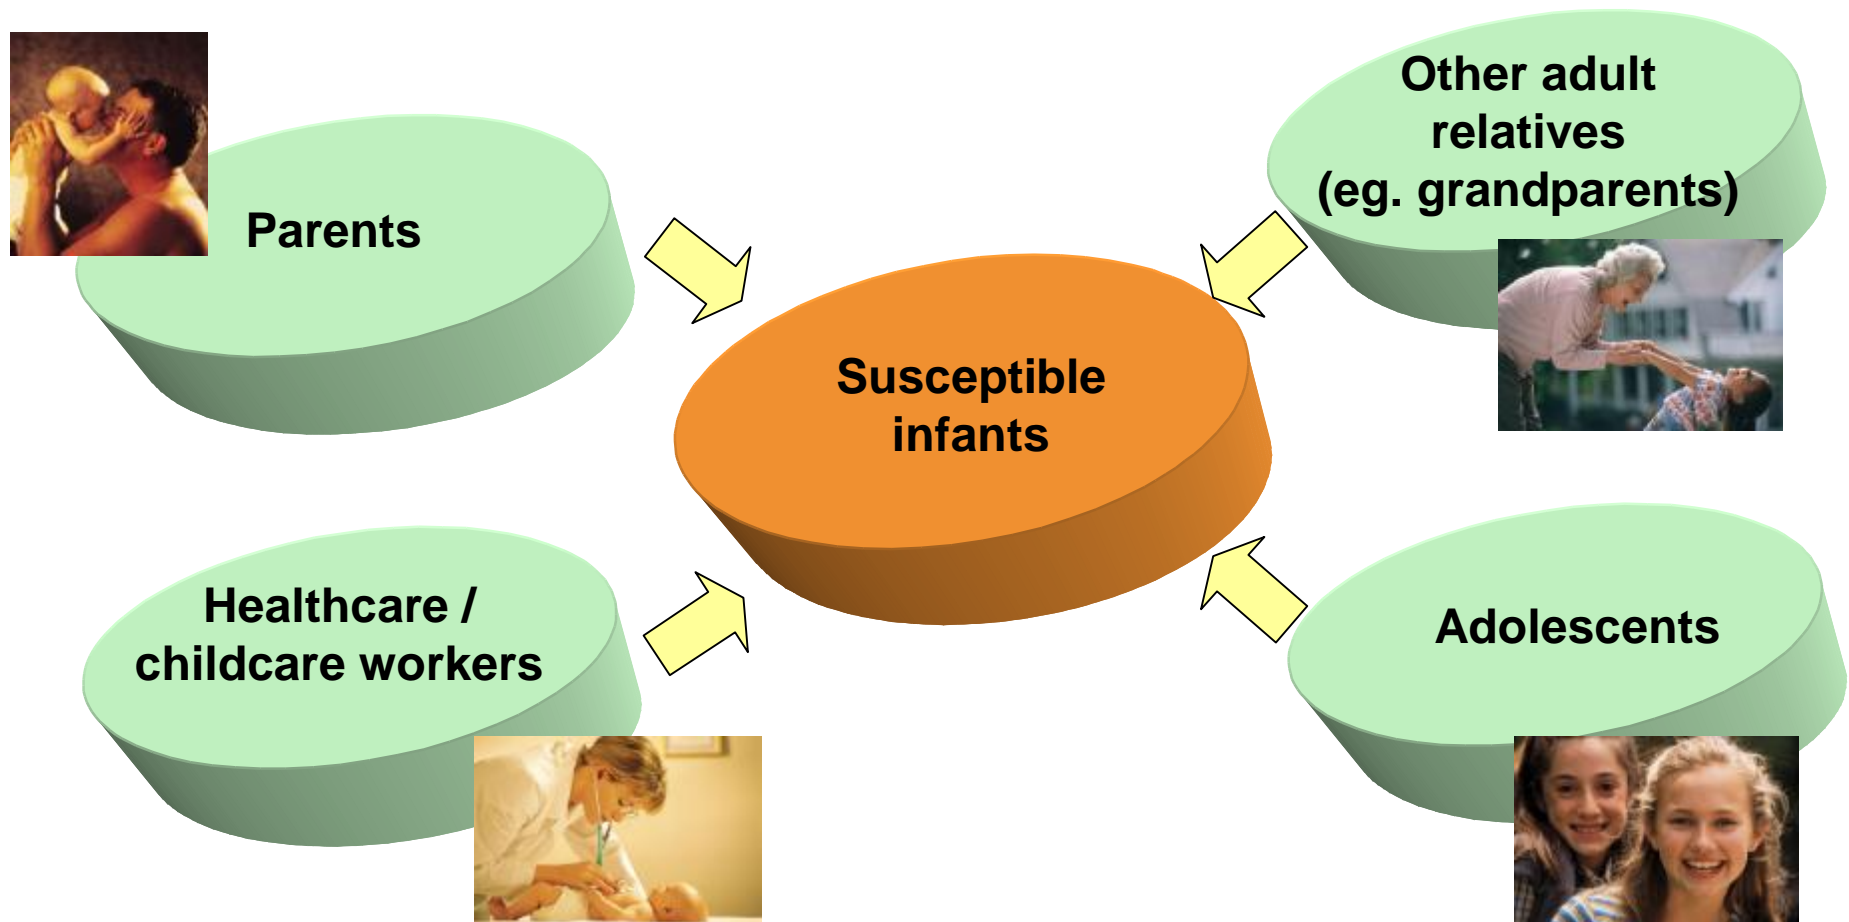 Parents
Other adult
relatives
(eg. grandparents)
Susceptible
infants
Healthcare /
childcare workers
Adolescents